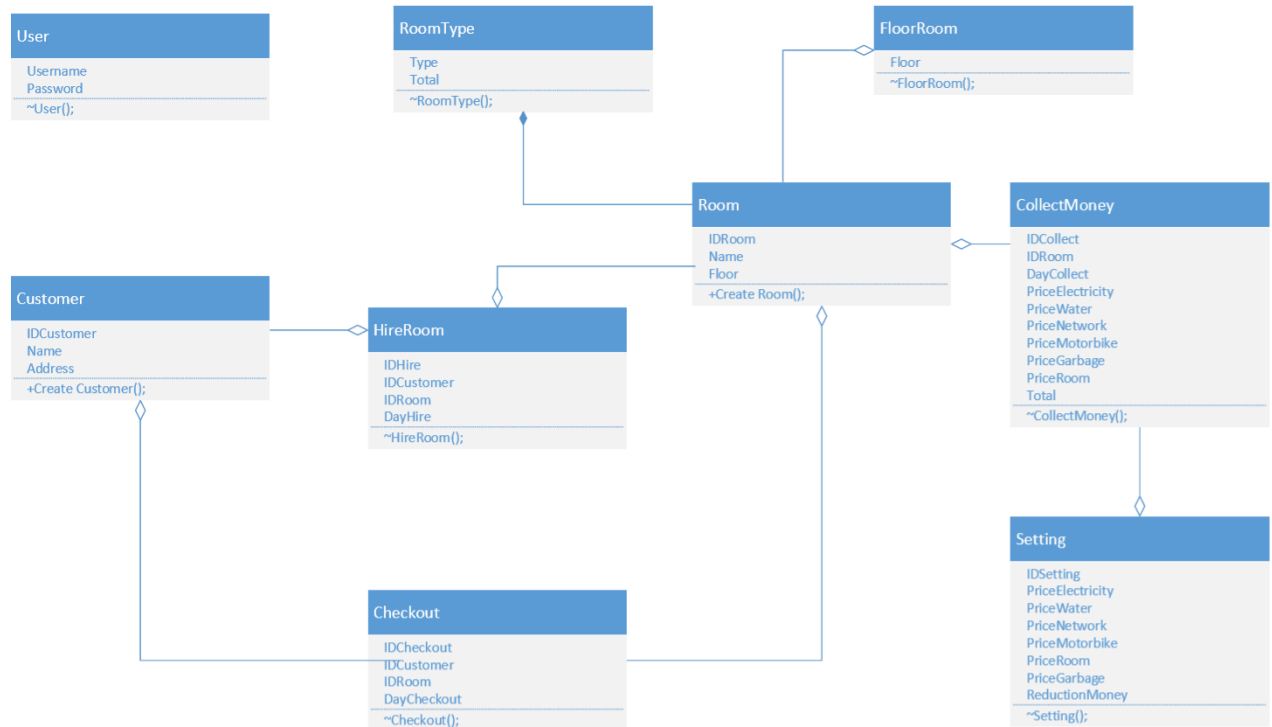 User
Username
Password
~User();
RoomType
Type
Total
~RoomType();
FloorRoom
Floor
~FloorRoom();
Room
IDRoom
Name
Floor
+Create Room();
CollectMoney
IDCollect
IDRoom
DayCollect
PriceElectricity
PriceWater
PriceNetwork
PriceMotorbike
PriceGarbage
PriceRoom
Total
~CollectMoney();
Customer
IDCustomer
Name
Address
+Create Customer();
HireRoom
IDHire
IDCustomer
IDRoom
DayHire
~HireRoom();
Checkout
IDCheckout
IDCustomer
IDRoom
DayCheckout
~Checkout();
Setting
IDSetting
PriceElectricity
PriceWater
PriceNetwork
PriceMotorbike
PriceRoom
PriceGarbage
ReductionMoney
~Setting();